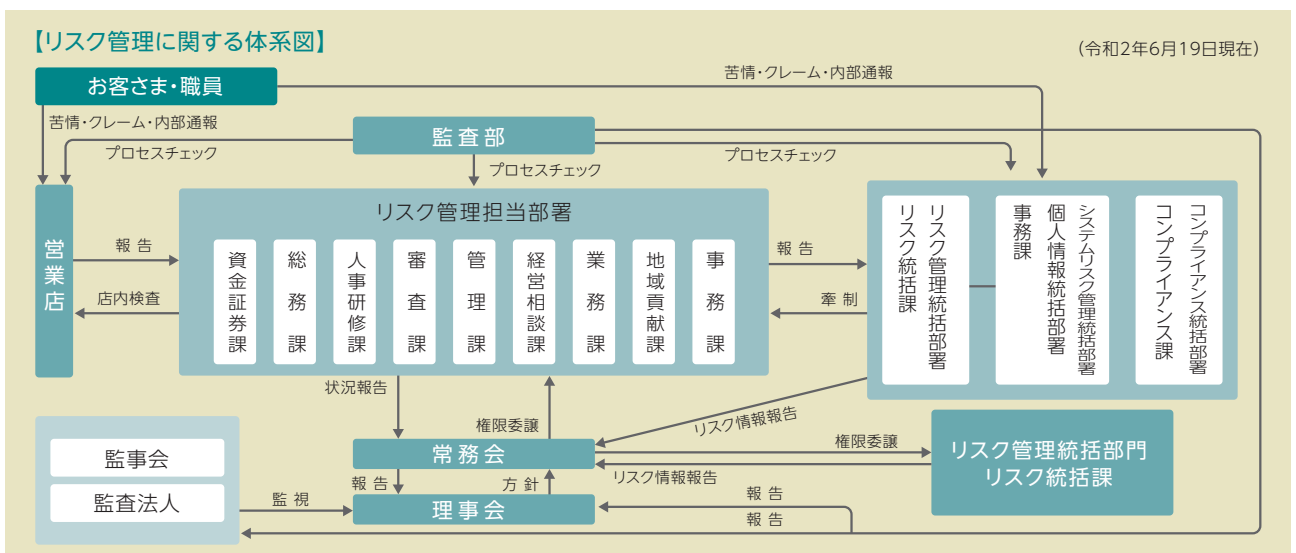 【リスク管理に関する体系図】
(令和2年6月19日現在)
お客さま・職員
苦情・クレーム・内部通報
苦情・クレーム・内部通報
監査部
プロセスチェック
プロセスチェック
プロセスチェック
営業店
報告
店内検査
リスク管理担当部署
資金証券課
総務課
人事研修課
審査課
管理課
経営相談課
業務課
地域貢献課
事務課
報告
牽制
リスク管理統括部署
リスク統括課
システムリスク管理統括部署
個人情報統括部署
事務課
コンプライアンス統括部署
コンプライアンス課
状況報告
権限委譲
リスク情報報告
監事会
監査法人
監視
常務会
報告
方針
理事会
権限委譲
リスク情報報告
リスク管理統括部門
リスク統括課
報告
報告